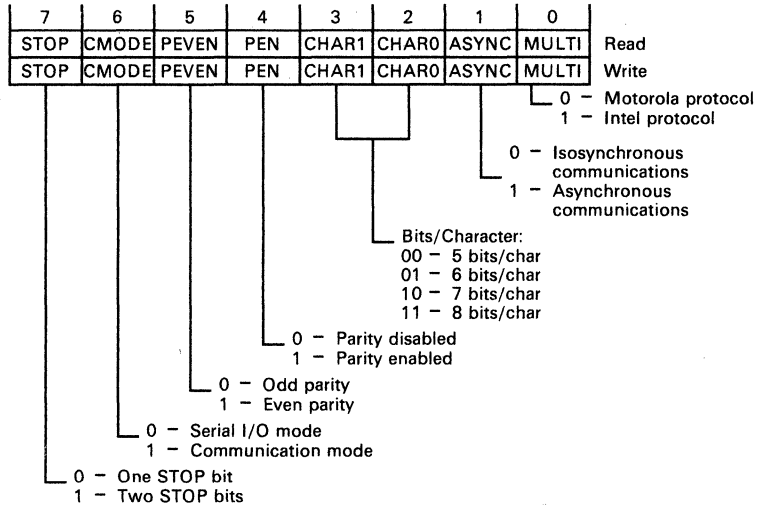 7 6 5 4 3 2 1 0
STOP CMODE PEVEN PEN CHAR1 CHAR0 ASYNC MULTI Read
STOP CMODE PEVEN PEN CHAR1 CHAR0 ASYNC MULTI Write
0 – Motorola protocol
1 – Intel protocol
0 – Isosynchronous
communications
1 – Asynchronous
communications
Bits/Character:
00 – 5 bits/char
01 – 6 bits/char
10 – 7 bits/char
11 – 8 bits/char
0 – Parity disabled
1 – Parity enabled
0 – Odd parity
1 – Even parity
0 – Serial I/O mode
1 – Communication mode
0 – One STOP bit
1 – Two STOP bits